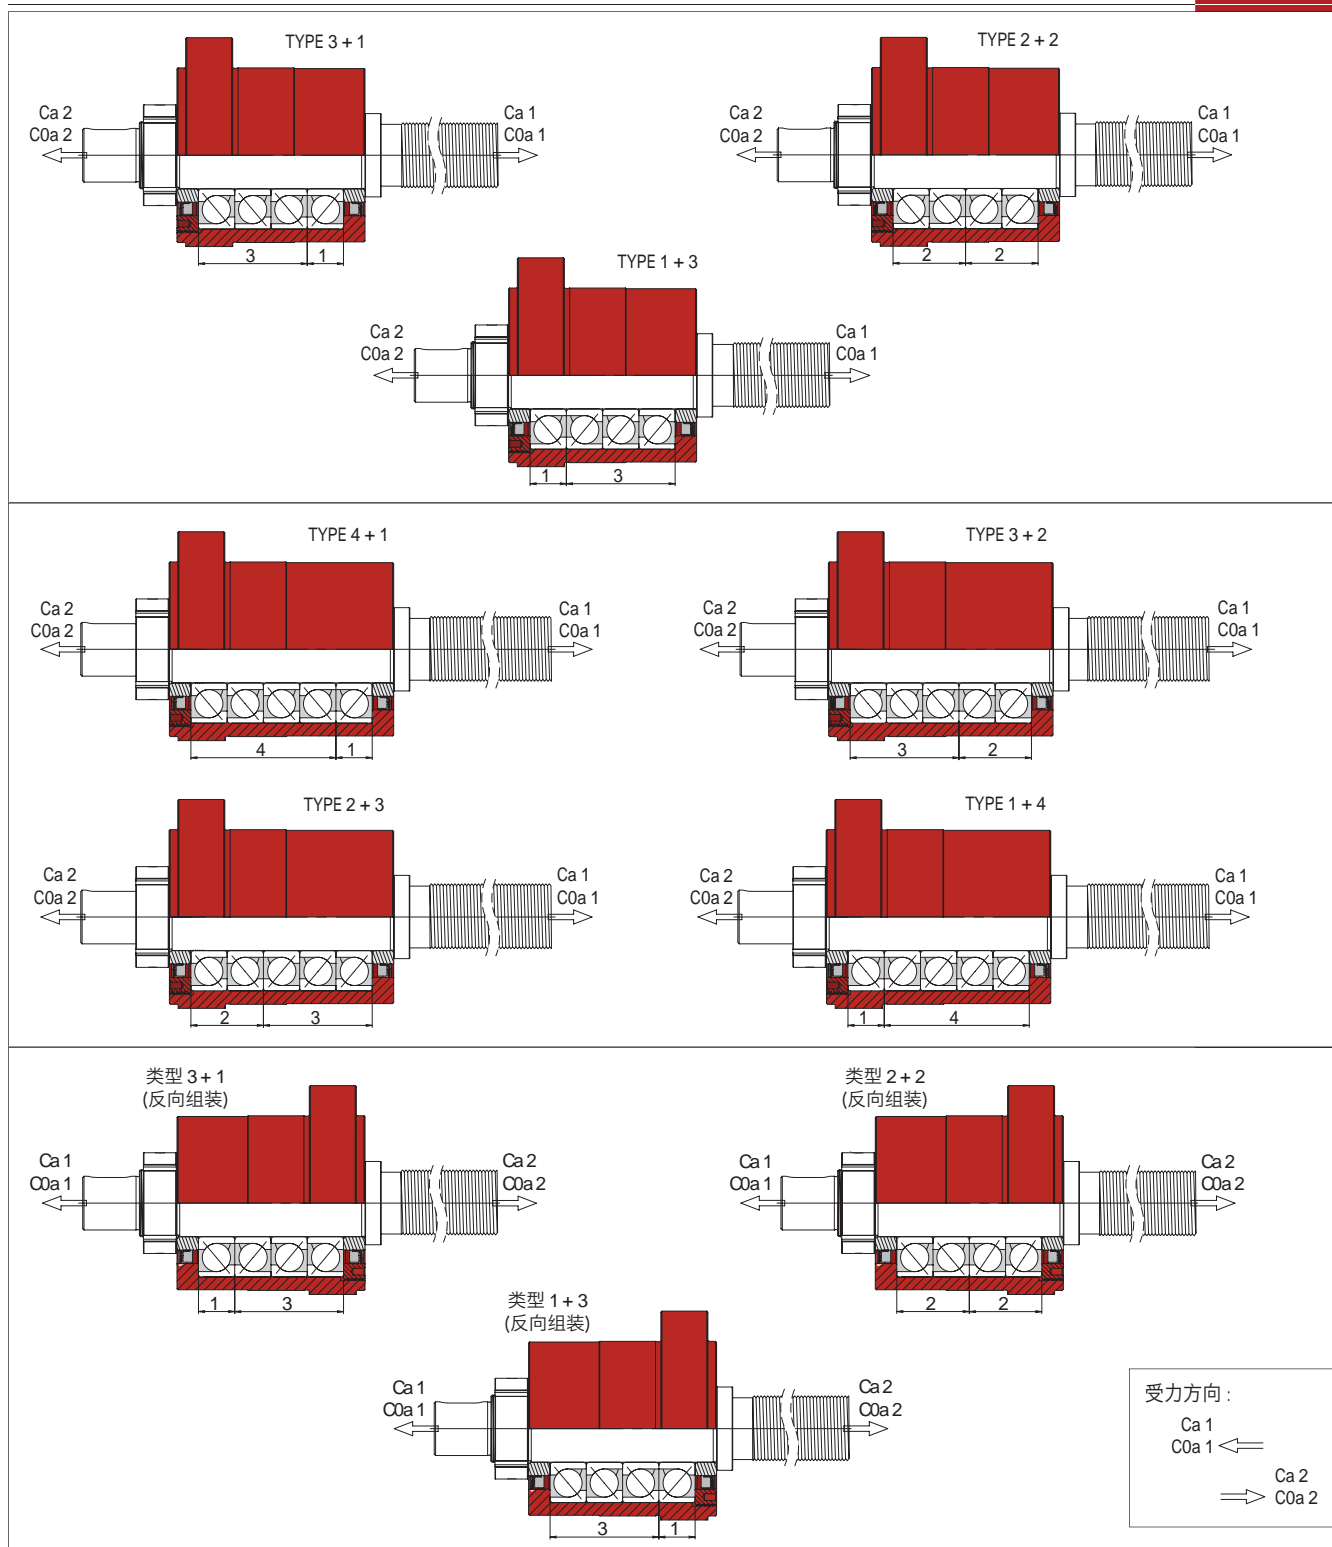 TYPE 3 + 1
Ca 2
C0a 2
Ca 1
C0a 1
3
1
TYPE 2 + 2
Ca 2
C0a 2
Ca 1
C0a 1
2
2
TYPE 1 + 3
Ca 2
C0a 2
Ca 1
C0a 1
1
3
TYPE 4 + 1
Ca 2
C0a 2
Ca 1
C0a 1
4
1
TYPE 3 + 2
Ca 2
C0a 2
Ca 1
C0a 1
3
2
TYPE 2 + 3
Ca 2
C0a 2
Ca 1
C0a 1
2
3
TYPE 1 + 4
Ca 2
C0a 2
Ca 1
C0a 1
1
4
类型 3 + 1
(反向组装)
Ca 1
C0a 1
Ca 2
C0a 2
1
3
类型 2 + 2
(反向组装)
Ca 1
C0a 1
Ca 2
C0a 2
2
2
类型 1 + 3
(反向组装)
Ca 1
C0a 1
Ca 2
C0a 2
3
1
受力方向 :
Ca 1
C0a 1
Ca 2
C0a 2